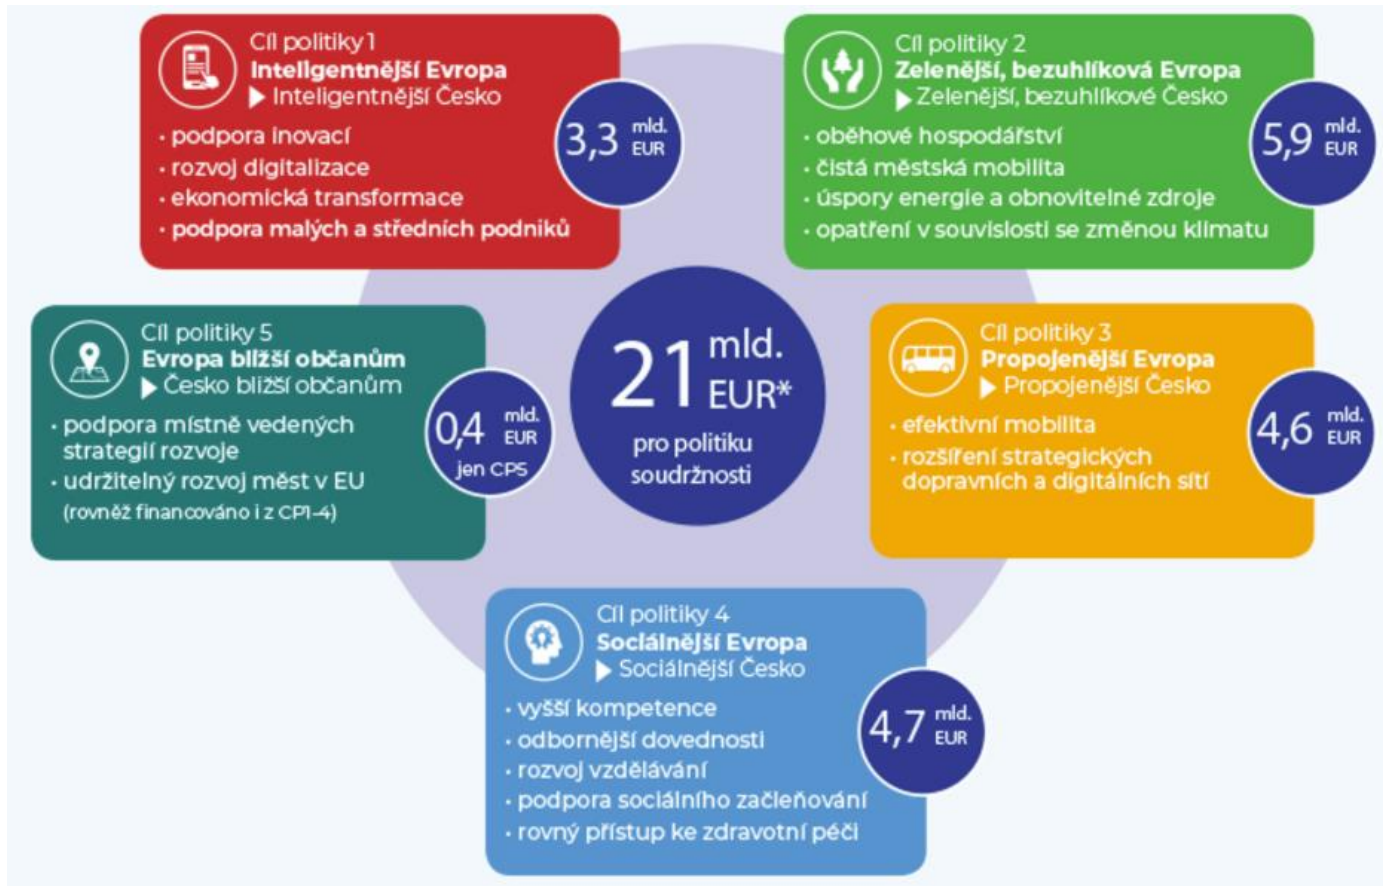 Cíl politiky 1
Inteligentnější Evropa
▶ Inteligentnější Česko
• podpora inovací
• rozvoj digitalizace
• ekonomická transformace
• podpora malých a středních podniků
3,3 mld. EUR
Cíl politiky 2
Zelenější, bezuhlíková Evropa
▶ Zelenější, bezuhlíkové Česko
• oběhové hospodářství
• čistá městská mobilita
• úspory energie a obnovitelné zdroje
• opatření v souvislosti se změnou klimatu
5,9 mld. EUR
Cíl politiky 5
Evropa bližší občanům
▶ Česko bližší občanům
• podpora místně vedených
strategií rozvoje
• udržitelný rozvoj měst v EU
(rovněž financováno i z CP1-4)
0,4 mld. EUR
jen CP5
21 mld. EUR*
pro politiku
soudržnosti
Cíl politiky 3
Propojenější Evropa
▶ Propojenější Česko
• efektivní mobilita
• rozšíření strategických
dopravních a digitálních sítí
4,6 mld. EUR
Cíl politiky 4
Sociálnější Evropa
▶ Sociálnější Česko
• vyšší kompetence
• odbornější dovednosti
• rozvoj vzdělávání
• podpora sociálního začleňování
• rovný přístup ke zdravotní péči
4,7 mld. EUR